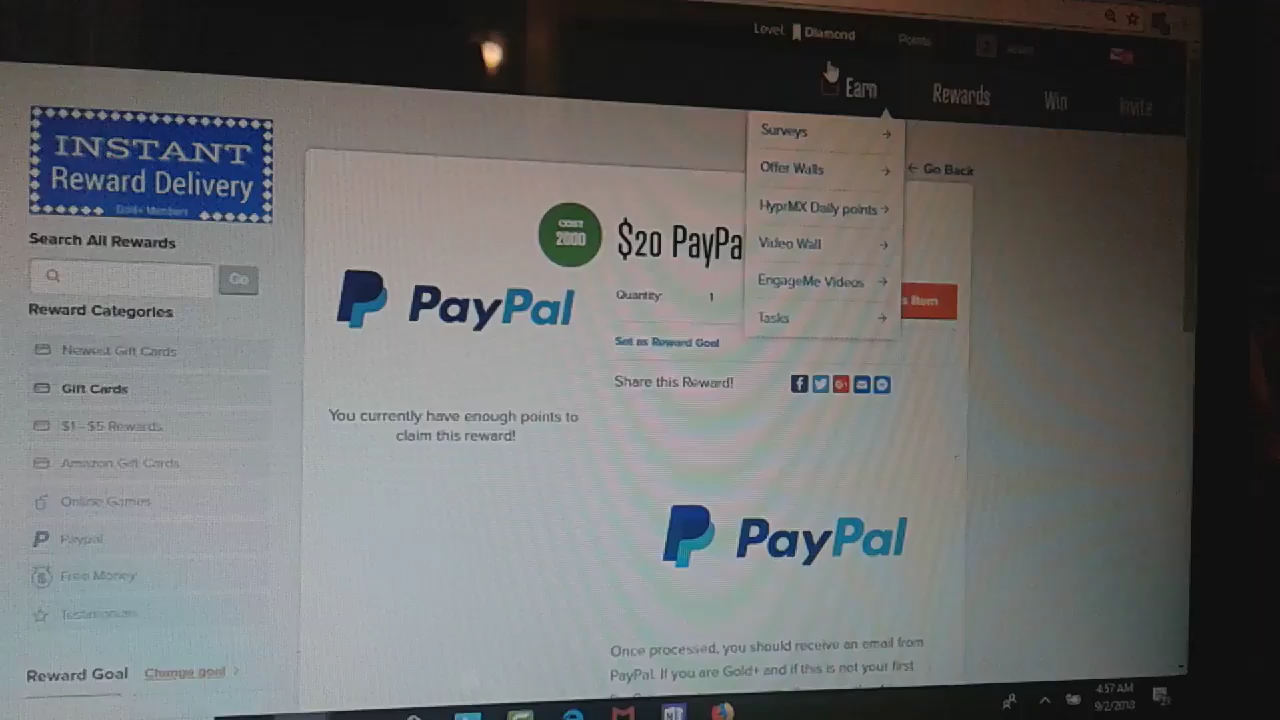 Level Diamond Points
Earn Rewards Win Invite
Surveys
Offer Walls
HyprMX Daily points
Video Wall
EngageMe Videos
Tasks
← Go Back
INSTANT
Reward Delivery
Gold+ Members
Search All Rewards
Go
Reward Categories
Newest Gift Cards
Gift Cards
$1-$5 Rewards
Amazon Gift Cards
Online Games
Paypal
Free Money
Testimonials
Reward Goal Change goal
PayPal
You currently have enough points to
claim this reward!
COST
2000
$20 PayPa
Quantity 1
s Item
Set as Reward Goal
Share this Reward!
PayPal
Once processed, you should receive an email from
PayPal. If you are Gold+ and if this is not your first
4:57 AM
9/2/2018